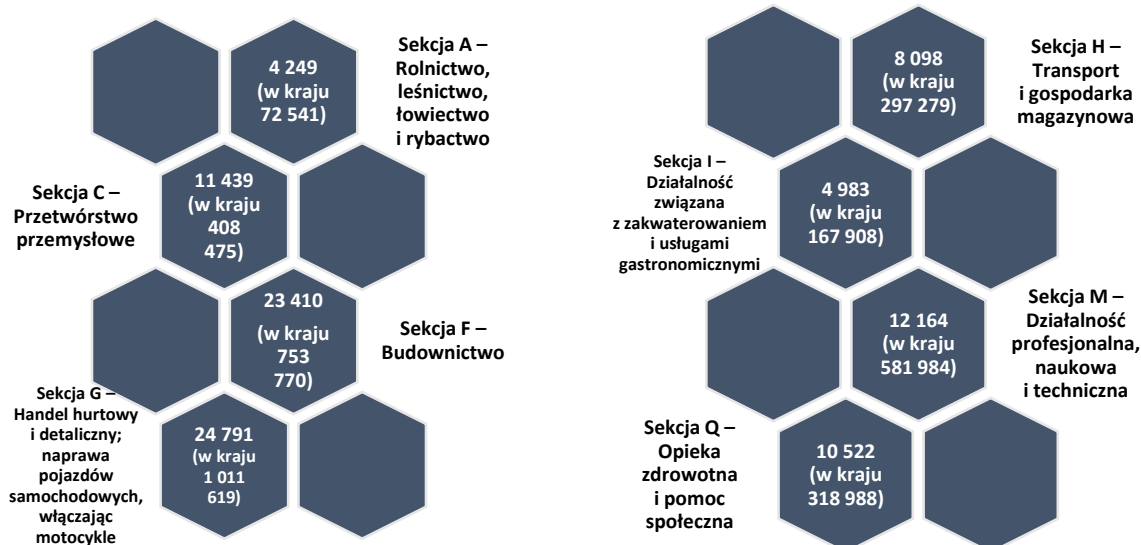 4 249
(w kraju
72 541)
Sekcja A –
Rolnictwo,
leśnictwo,
łowiectwo
i rybactwo
Sekcja C –
Przetwórstwo
przemysłowe
11 439
(w kraju
408
475)
23 410
(w kraju
753
770)
Sekcja F –
Budownictwo
Sekcja G –
Handel hurtowy
i detaliczny;
naprawa
pojazdów
samochodowych,
włączając
motocykle
24 791
(w kraju
1 011
619)
8 098
(w kraju
297 279)
Sekcja H –
Transport
i gospodarka
magazynowa
Sekcja I –
Działalność
związana
z zakwaterowaniem
i usługami
gastronomicznymi
4 983
(w kraju
167 908)
12 164
(w kraju
581 984)
Sekcja M –
Działalność
profesjonalna,
naukowa
i techniczna
Sekcja Q –
Opieka
zdrowotna
i pomoc
społeczna
10 522
(w kraju
318 988)